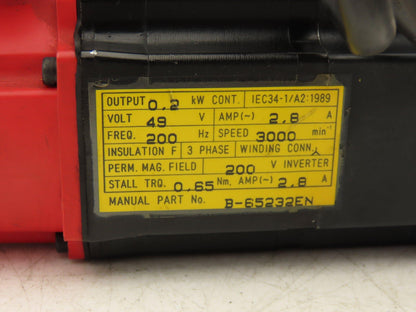 OUTPUT 0.2 kW CONT. IEC34-1/A2:1989
VOLT 49 V AMP(~) 2.8 A
FREQ. 200 Hz SPEED 3000 min⁻¹
INSULATION F 3 PHASE WINDING CONN. 人
PERM. MAG. FIELD 200 V INVERTER
STALL TRQ. 0.65 Nm, AMP(~) 2.8 A
MANUAL PART No. B-65232EN